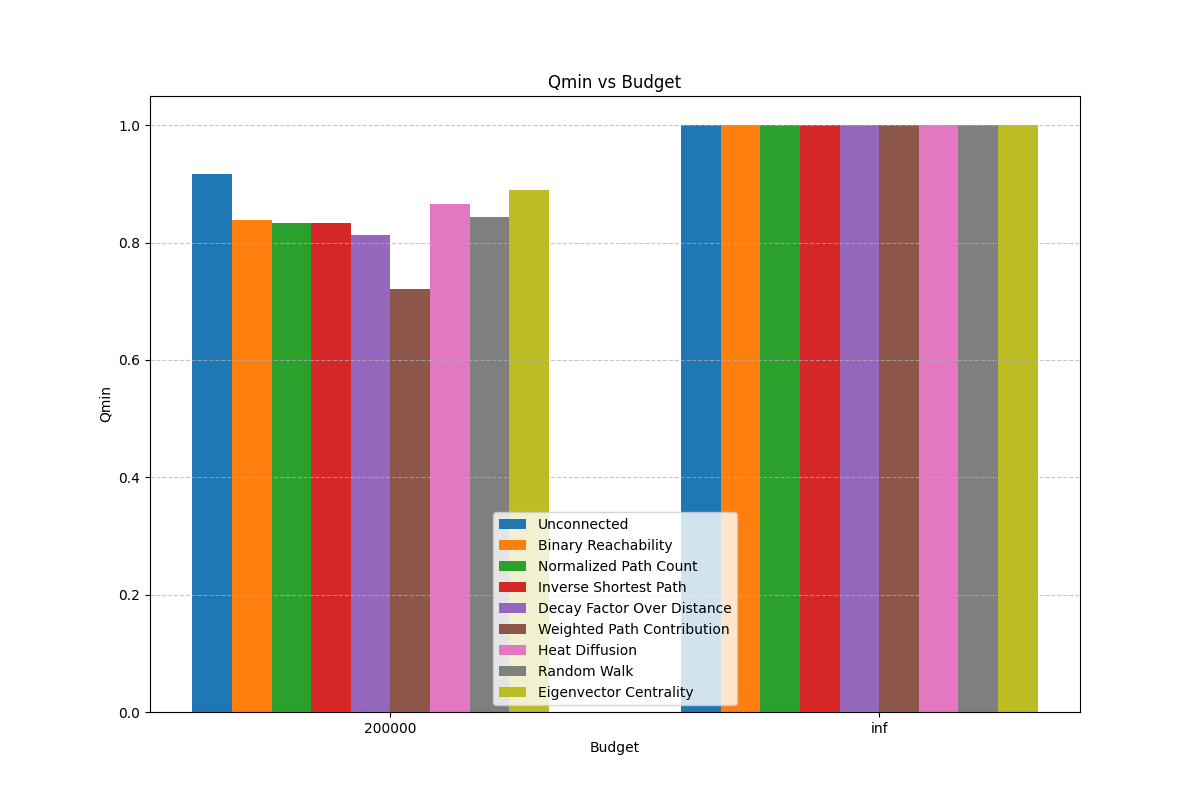 Qmin vs Budget
1.0
0.8
0.6
0.4
0.2
0.0
Qmin
Unconnected
Binary Reachability
Normalized Path Count
Inverse Shortest Path
Decay Factor Over Distance
Weighted Path Contribution
Heat Diffusion
Random Walk
Eigenvector Centrality
200000
inf
Budget